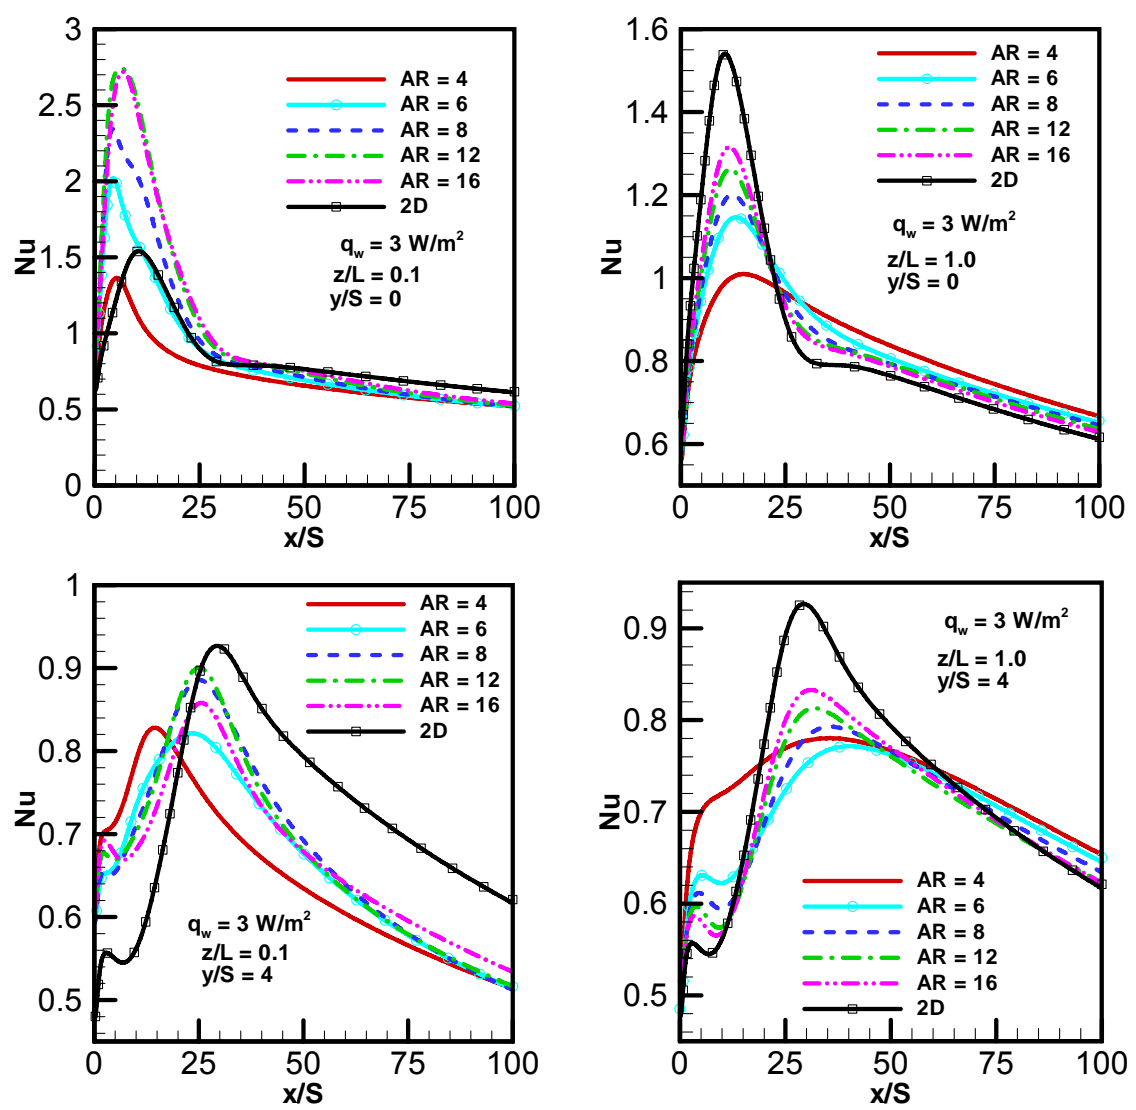 3
2.5
2
1.5
1
0.5
0
Nu
AR = 4
AR = 6
AR = 8
AR = 12
AR = 16
2D
q_w = 3 W/m²
z/L = 0.1
y/S = 0
0 25 50 75 100
x/S
1.6
1.4
1.2
1
0.8
0.6
Nu
AR = 4
AR = 6
AR = 8
AR = 12
AR = 16
2D
q_w = 3 W/m²
z/L = 1.0
y/S = 0
0 25 50 75 100
x/S
1
0.9
0.8
0.7
0.6
0.5
Nu
AR = 4
AR = 6
AR = 8
AR = 12
AR = 16
2D
q_w = 3 W/m²
z/L = 0.1
y/S = 4
0 25 50 75 100
x/S
0.9
0.8
0.7
0.6
0.5
Nu
q_w = 3 W/m²
z/L = 1.0
y/S = 4
AR = 4
AR = 6
AR = 8
AR = 12
AR = 16
2D
0 25 50 75 100
x/S